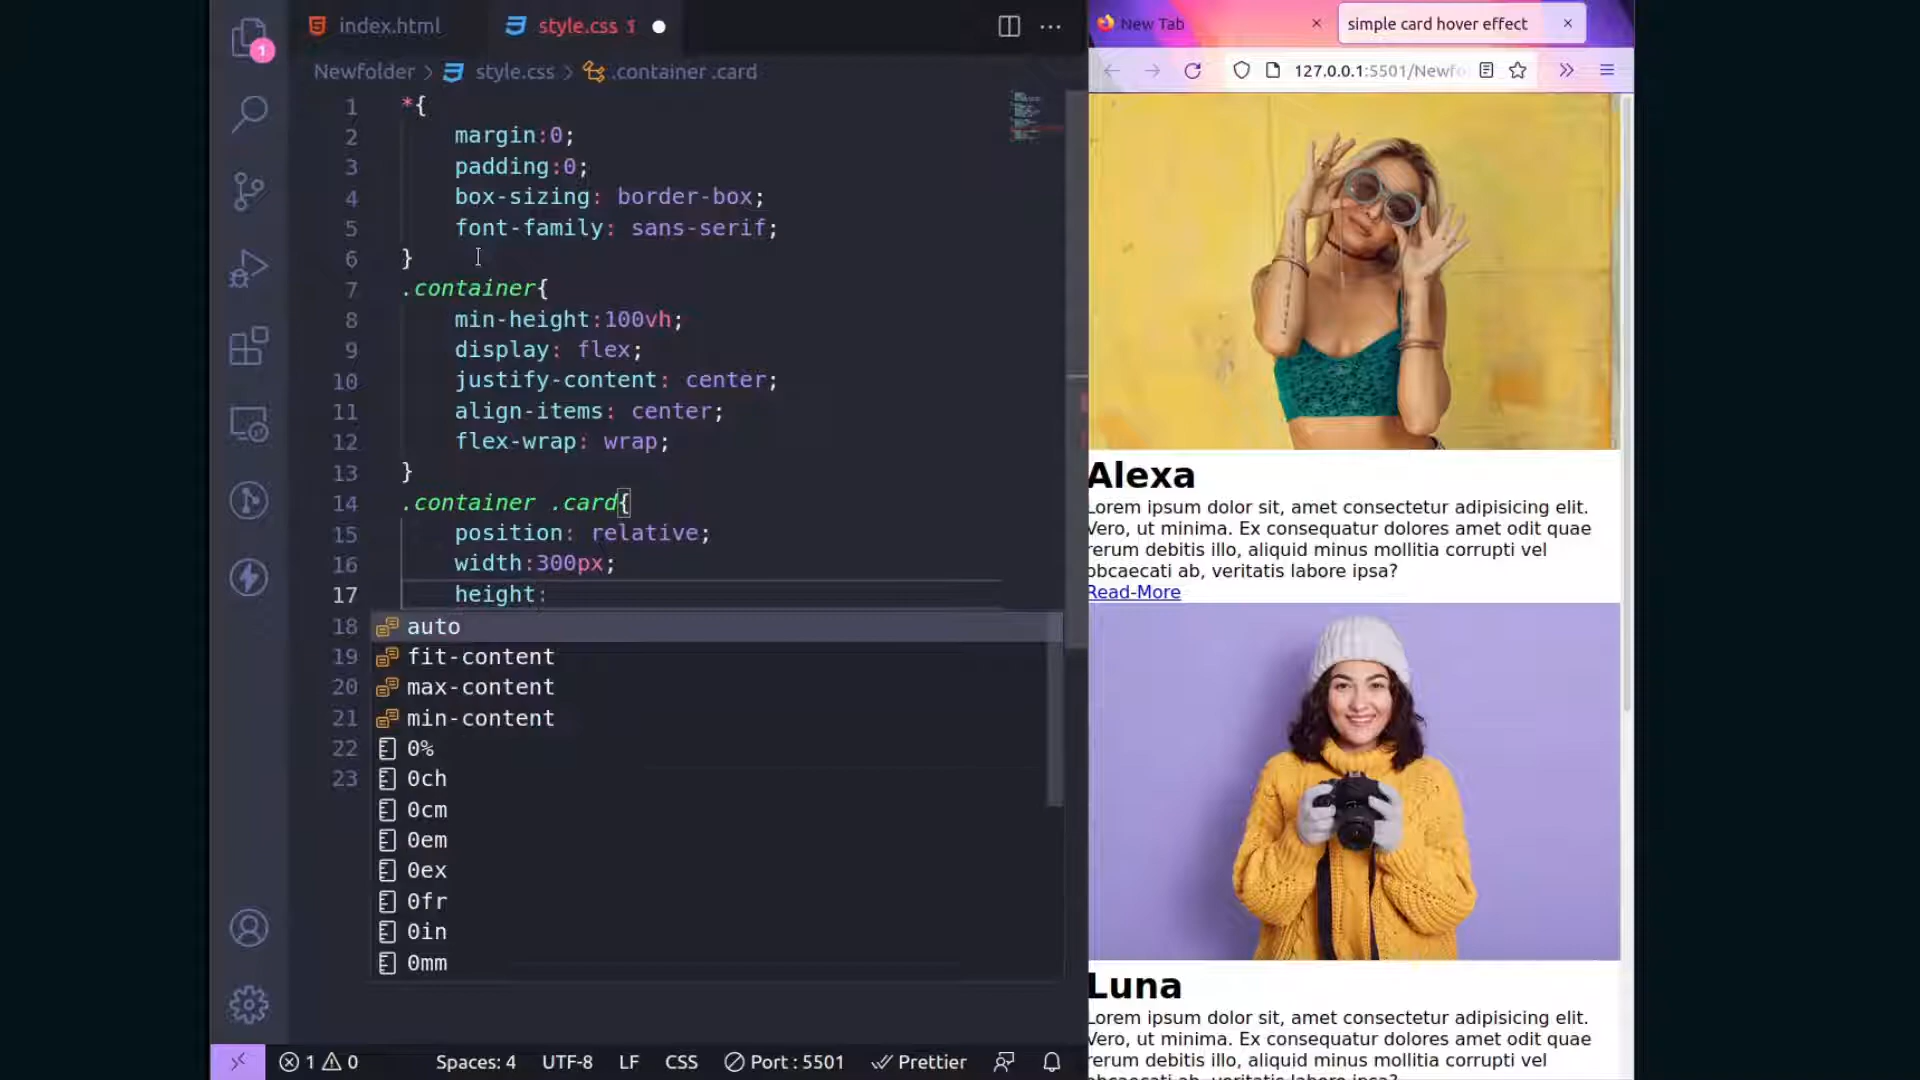 index.html
style.css 1
Newfolder > style.css > .container .card
1
1 *{
2 margin:0;
3 padding:0;
4 box-sizing: border-box;
5 font-family: sans-serif;
6 }
7 .container{
8 min-height:100vh;
9 display: flex;
10 justify-content: center;
11 align-items: center;
12 flex-wrap: wrap;
13 }
14 .container .card{
15 position: relative;
16 width:300px;
17 height:
18 auto
19 fit-content
20 max-content
21 min-content
22 0%
23 0ch
0cm
0em
0ex
0fr
0in
0mm
1 0 Spaces: 4 UTF-8 LF CSS Port : 5501 Prettier
New Tab
simple card hover effect
127.0.0.1:5501/Newfo
Alexa
Lorem ipsum dolor sit, amet consectetur adipisicing elit.
Vero, ut minima. Ex consequatur dolores amet odit quae
rerum debitis illo, aliquid minus mollitia corrupti vel
obcaecati ab, veritatis labore ipsa?
Read-More
Luna
Lorem ipsum dolor sit, amet consectetur adipisicing elit.
Vero, ut minima. Ex consequatur dolores amet odit quae
rerum debitis illo, aliquid minus mollitia corrupti vel